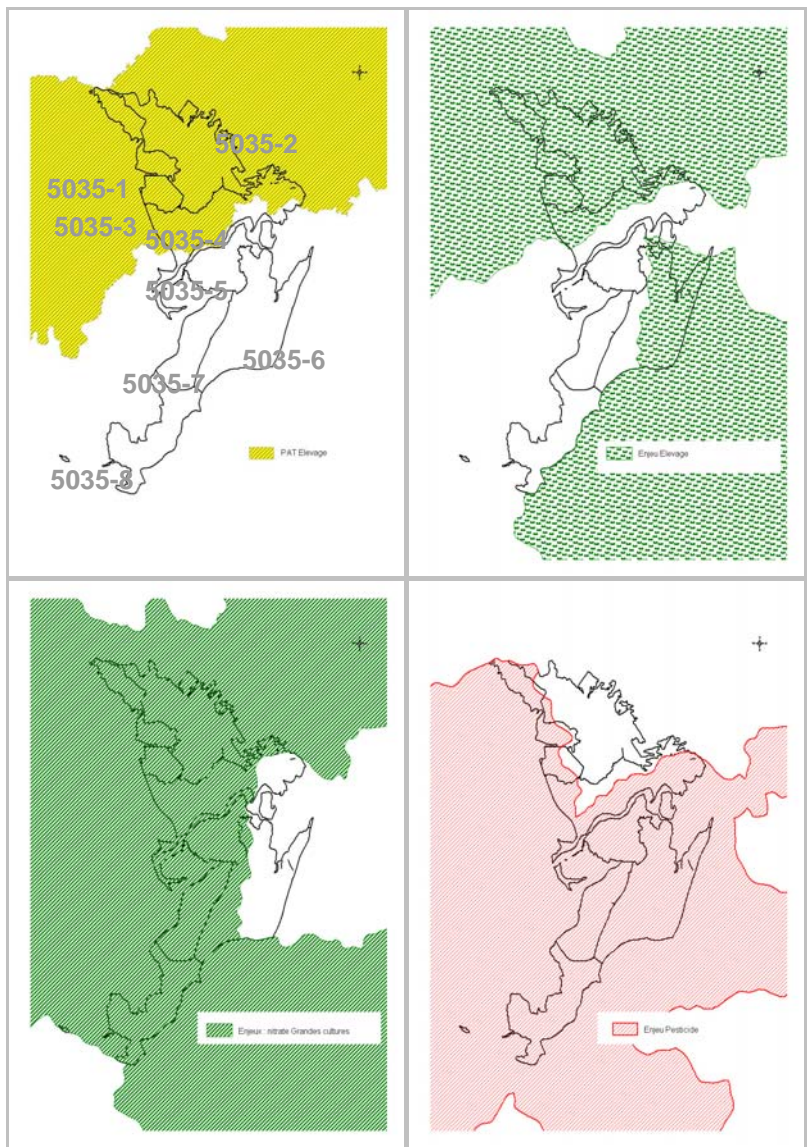 5035-2
5035-1
5035-3
5035-4
5035-5
5035-6
5035-7
PAT Elevage
5035-8
Enjeu Elevage
Enjeux : nitrate Grandes cultures
Enjeu Pesticide